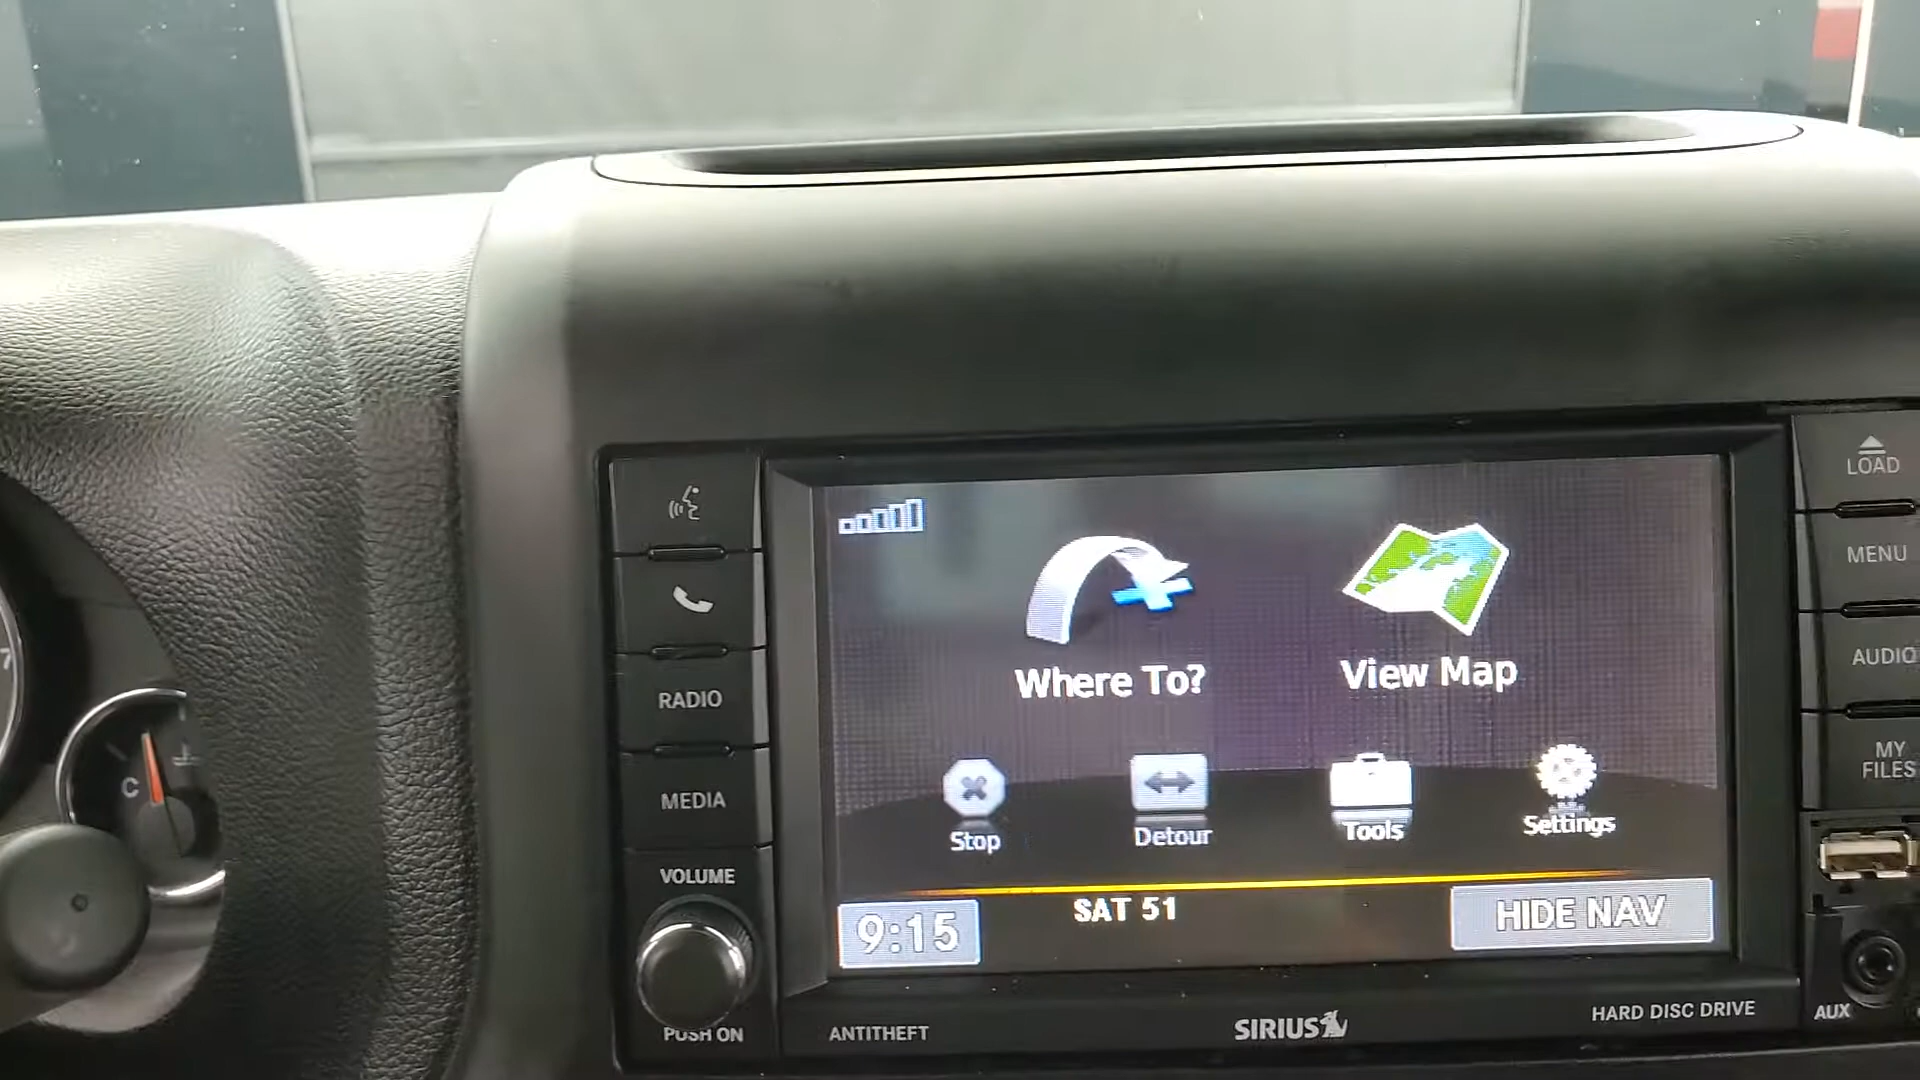 7
C
RADIO
MEDIA
VOLUME
PUSH ON
Where To?
View Map
Stop
Detour
Tools
Settings
9:15
SAT 51
HIDE NAV
ANTITHEFT
SIRIUS
HARD DISC DRIVE
LOAD
MENU
AUDIO
MY
FILES
AUX